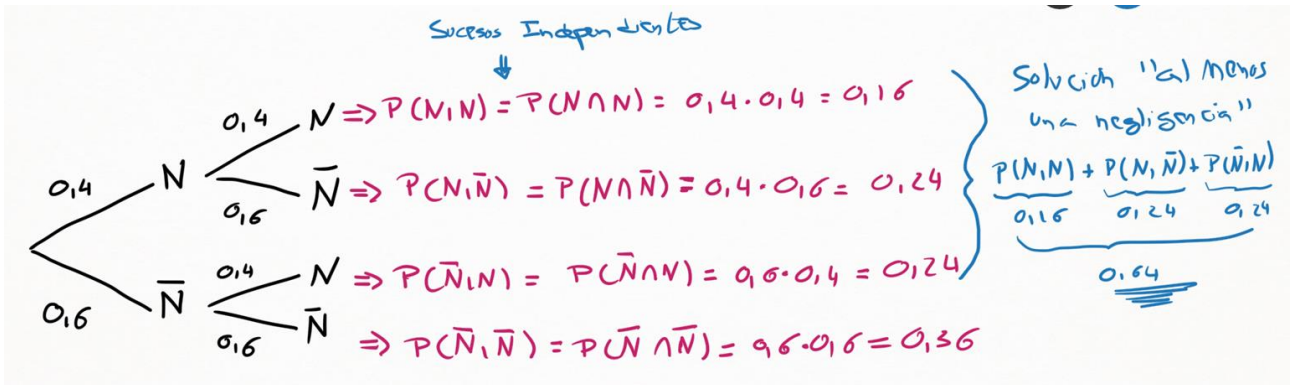 Sucesos Independientes
⇓
0,4 N ⇒ P(N,N) = P(N∩N) = 0,4·0,4 = 0,16
0,4 N
0,6 N̄ ⇒ P(N,N̄) = P(N∩N̄) = 0,4·0,6 = 0,24
0,6 N̄
0,4 N ⇒ P(N̄,N) = P(N̄∩N) = 0,6·0,4 = 0,24
0,6 N̄ ⇒ P(N̄,N̄) = P(N̄∩N̄) = 0,6·0,6 = 0,36
Solución "al menos
una negligencia"
P(N,N) + P(N,N̄) + P(N̄,N)
0,16 0,24 0,24
0,64